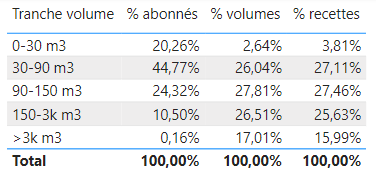 Tranche volume % abonnés % volumes % recettes
0-30 m3 20,26% 2,64% 3,81%
30-90 m3 44,77% 26,04% 27,11%
90-150 m3 24,32% 27,81% 27,46%
150-3k m3 10,50% 26,51% 25,63%
>3k m3 0,16% 17,01% 15,99%
Total 100,00% 100,00% 100,00%